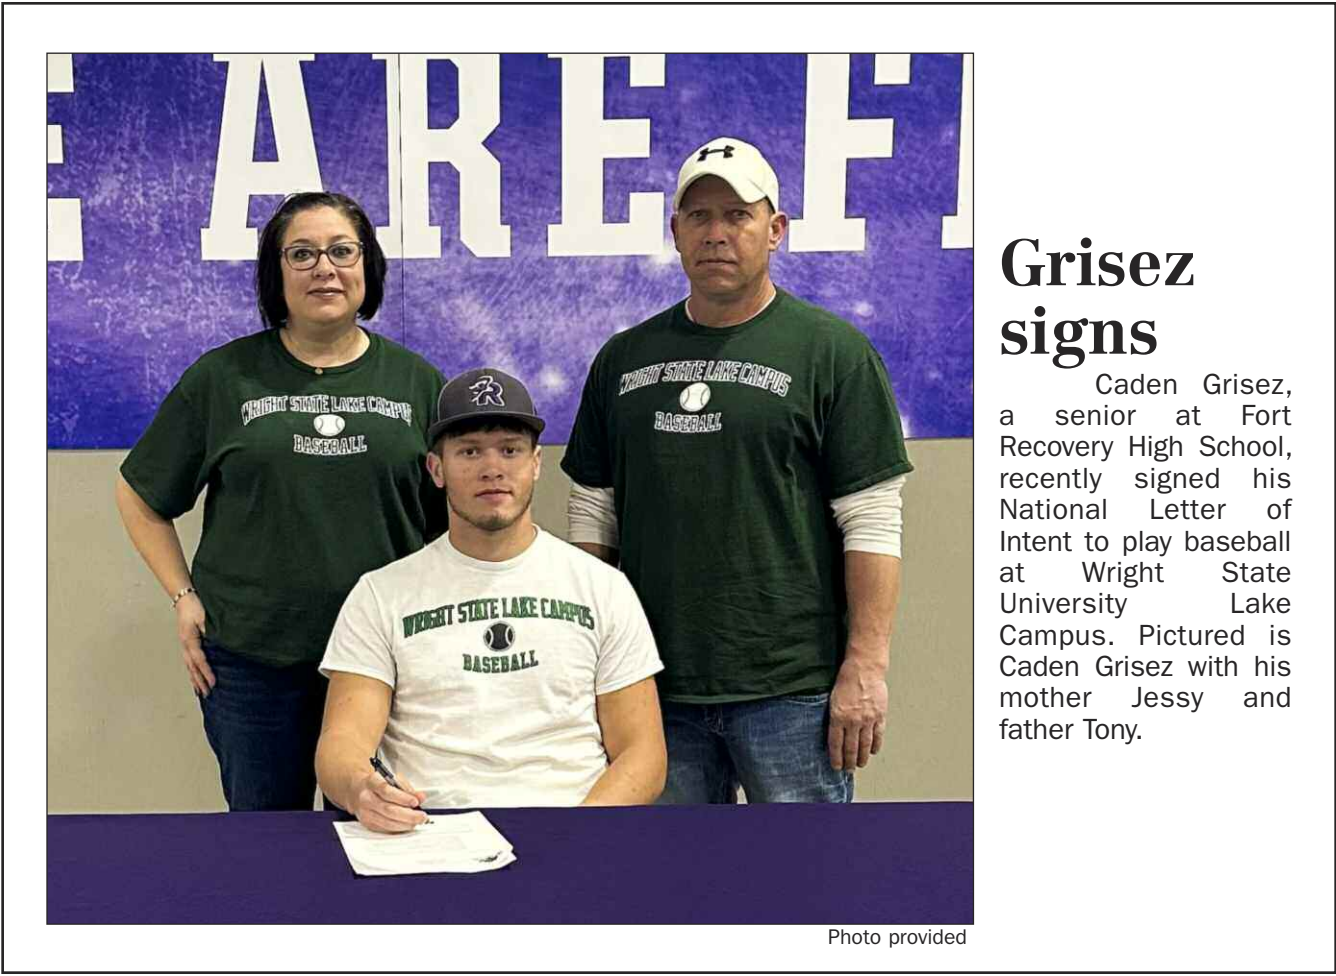 E ARE F
WRIGHT STATE LAKE CAMPUS
BASEBALL
WRIGHT STATE LAKE CAMPUS
BASEBALL
R
WRIGHT STATE LAKE CAMPUS
BASEBALL
Photo provided
Grisez
signs
Caden Grisez,
a senior at Fort
Recovery High School,
recently signed his
National Letter of
Intent to play baseball
at Wright State
University Lake
Campus. Pictured is
Caden Grisez with his
mother Jessy and
father Tony.